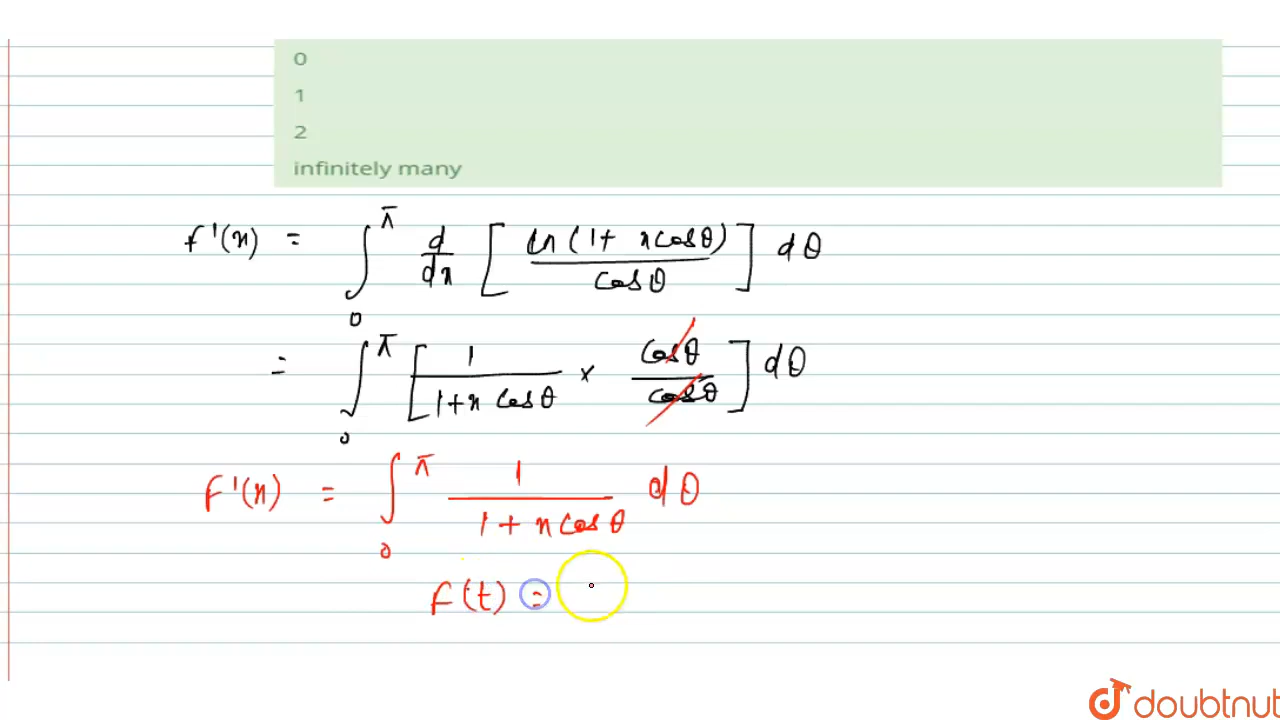 0
1
2
infinitely many
f'(x) = ∫₀^π d/dx [ ln(1+ x cosθ) / cosθ ] dθ
= ∫₀^π [ 1 / (1+x cosθ) × cosθ / cosθ ] dθ
f'(x) = ∫₀^π 1 / (1+x cosθ) dθ
f(t) =
doubtnut